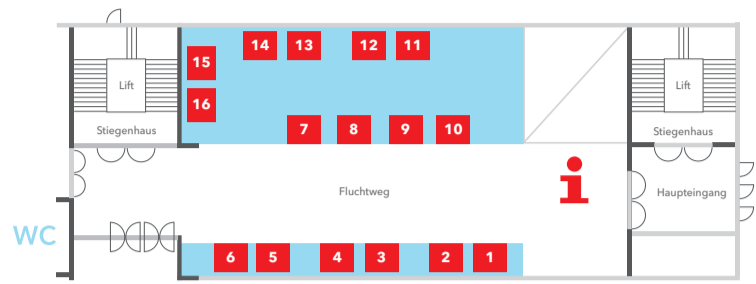 14 13 12 11
15
Lift Lift
16
7 8 9 10
Stiegenhaus Stiegenhaus
i
Fluchtweg Haupteingang
WC
6 5 4 3 2 1